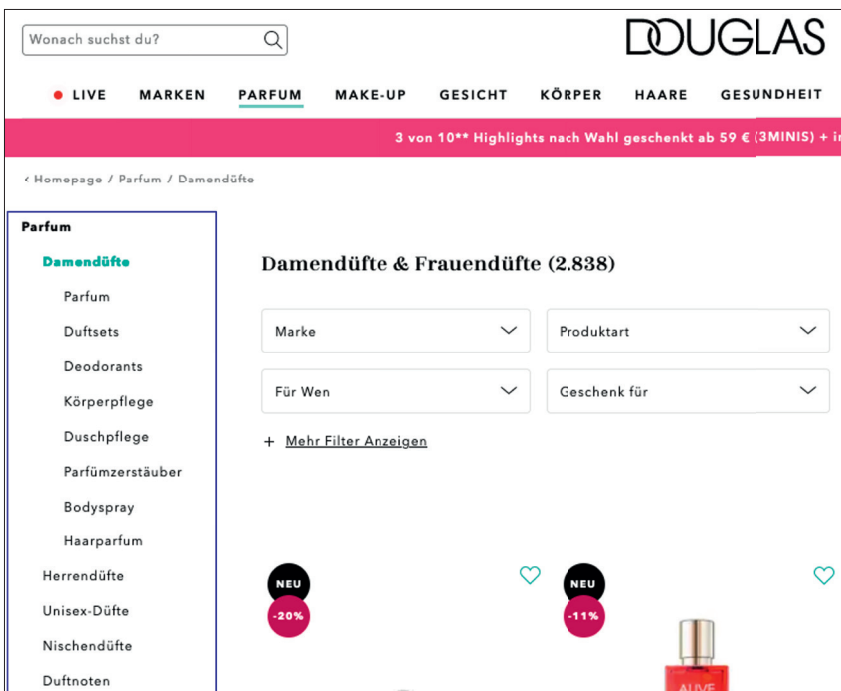 Wonach suchst du?
DOUGLAS
LIVE MARKEN PARFUM MAKE-UP GESICHT KÖRPER HAARE GESUNDHEIT
3 von 10** Highlights nach Wahl geschenkt ab 59 € (3MINIS) + in
‹ Homepage / Parfum / Damendüfte
Parfum
Damendüfte
Parfum
Duftsets
Deodorants
Körperpflege
Duschpflege
Parfümzerstäuber
Bodyspray
Haarparfum
Herrendüfte
Unisex-Düfte
Nischendüfte
Duftnoten
Damendüfte & Frauendüfte (2.838)
Marke
Produktart
Für Wen
Geschenk für
+ Mehr Filter Anzeigen
NEU
-20%
NEU
-11%
ALIVE